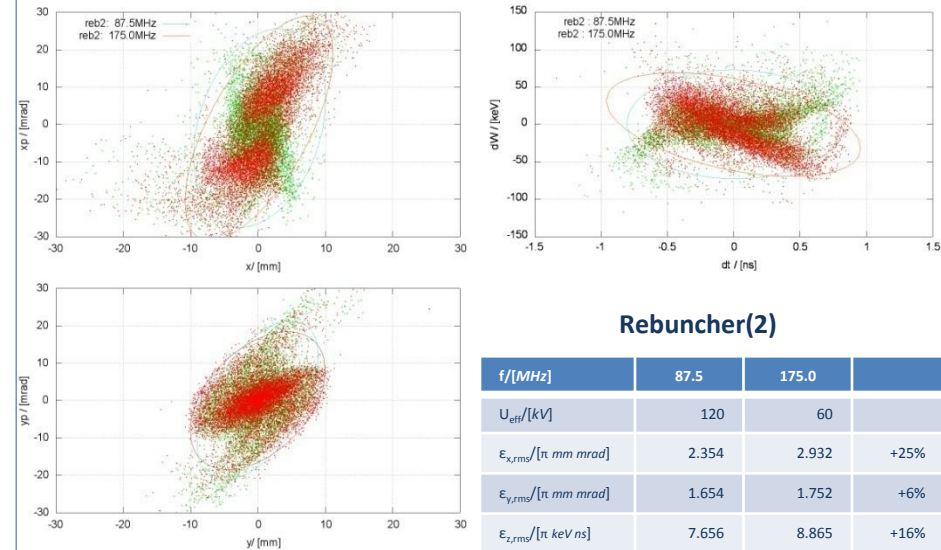 reb2: 87.5MHz
reb2: 175.0MHz
xp / [mrad]
30
20
10
0
-10
-20
-30
-30 -20 -10 0 10 20 30
x/ [mm]
reb2 : 87.5MHz
reb2 : 175.0MHz
dW / [keV]
150
100
50
0
-50
-100
-150
-1.5 -1 -0.5 0 0.5 1 1.5
dt / [ns]
yp / [mrad]
30
20
10
0
-10
-20
-30
-30 -20 -10 0 10 20 30
y/ [mm]
Rebuncher(2)
f/[MHz] 87.5 175.0
Ueff/[kV] 120 60
εx,rms/[π mm mrad] 2.354 2.932 +25%
εy,rms/[π mm mrad] 1.654 1.752 +6%
εz,rms/[π keV ns] 7.656 8.865 +16%